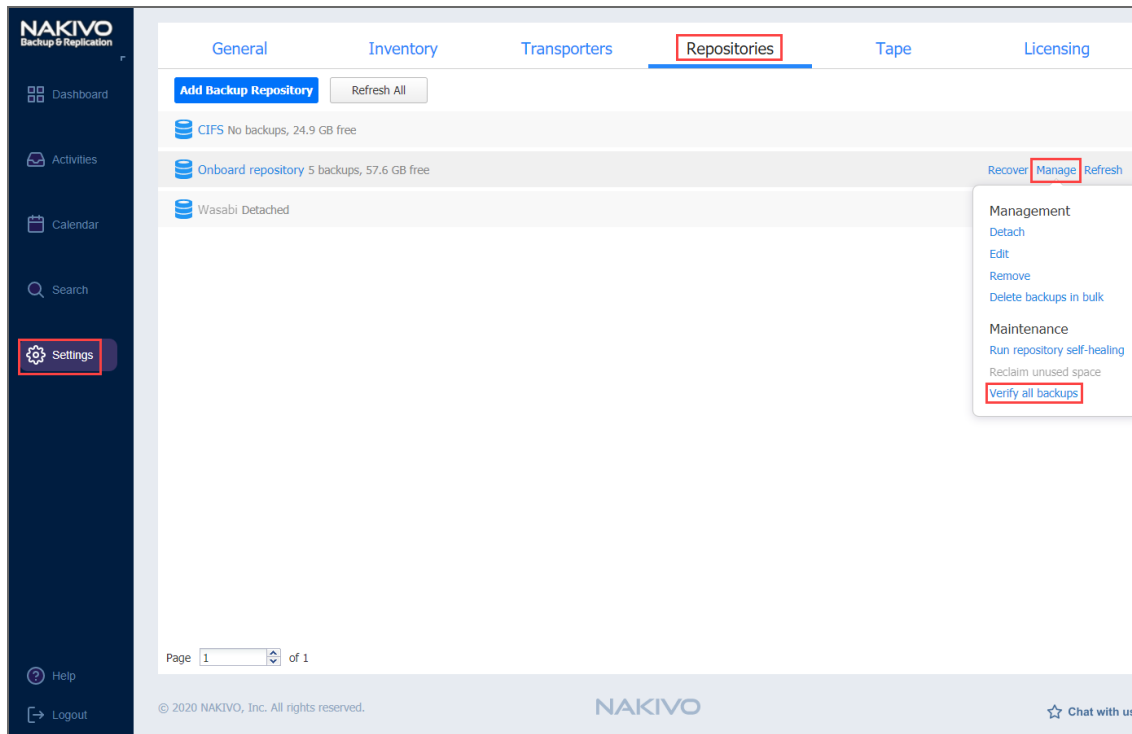 NAKIVO
Backup & Replication
Dashboard
Activities
Calendar
Search
Settings
Help
Logout
General Inventory Transporters Repositories Tape Licensing
Add Backup Repository Refresh All
CIFS No backups, 24.9 GB free
Onboard repository 5 backups, 57.6 GB free Recover Manage Refresh
Wasabi Detached
Management
Detach
Edit
Remove
Delete backups in bulk
Maintenance
Run repository self-healing
Reclaim unused space
Verify all backups
Page 1 of 1
© 2020 NAKIVO, Inc. All rights reserved. NAKIVO Chat with us